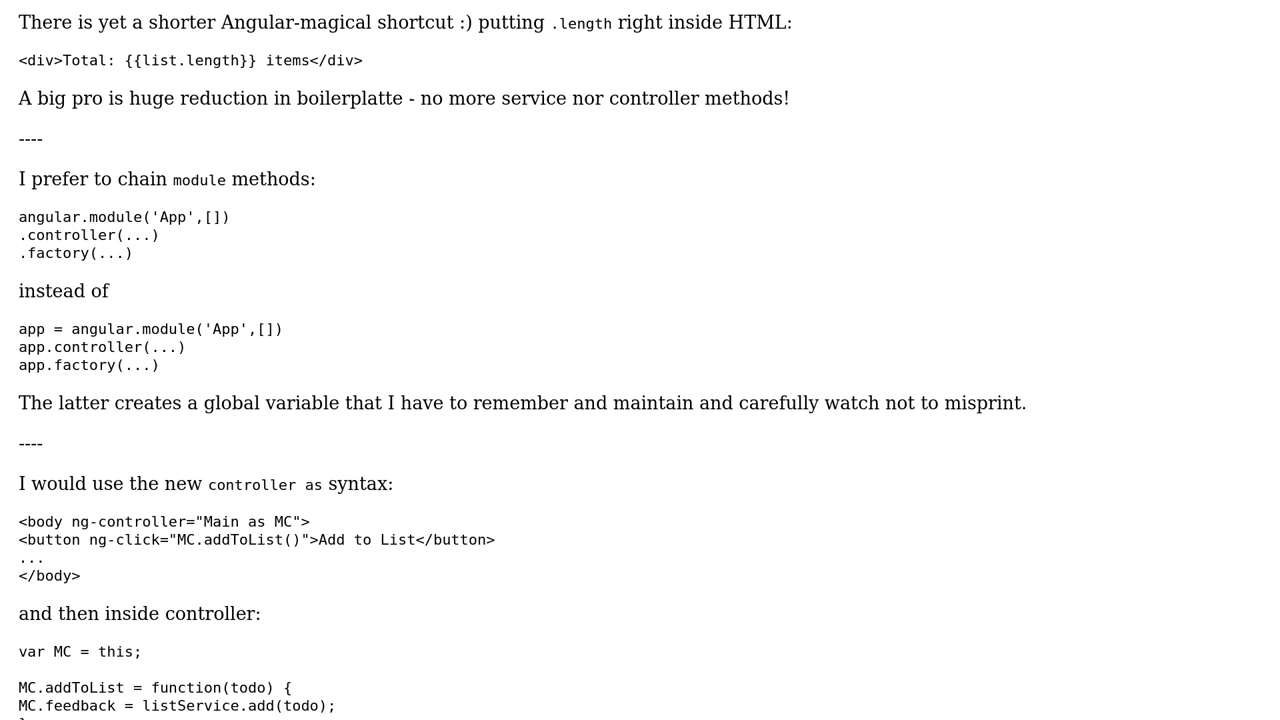 There is yet a shorter Angular-magical shortcut :) putting .length right inside HTML:
<div>Total: {{list.length}} items</div>
A big pro is huge reduction in boilerplatte - no more service nor controller methods!
----
I prefer to chain module methods:
angular.module('App',[])
.controller(...)
.factory(...)
instead of
app = angular.module('App',[])
app.controller(...)
app.factory(...)
The latter creates a global variable that I have to remember and maintain and carefully watch not to misprint.
----
I would use the new controller as syntax:
<body ng-controller="Main as MC">
<button ng-click="MC.addToList()">Add to List</button>
...
</body>
and then inside controller:
var MC = this;
MC.addToList = function(todo) {
MC.feedback = listService.add(todo);